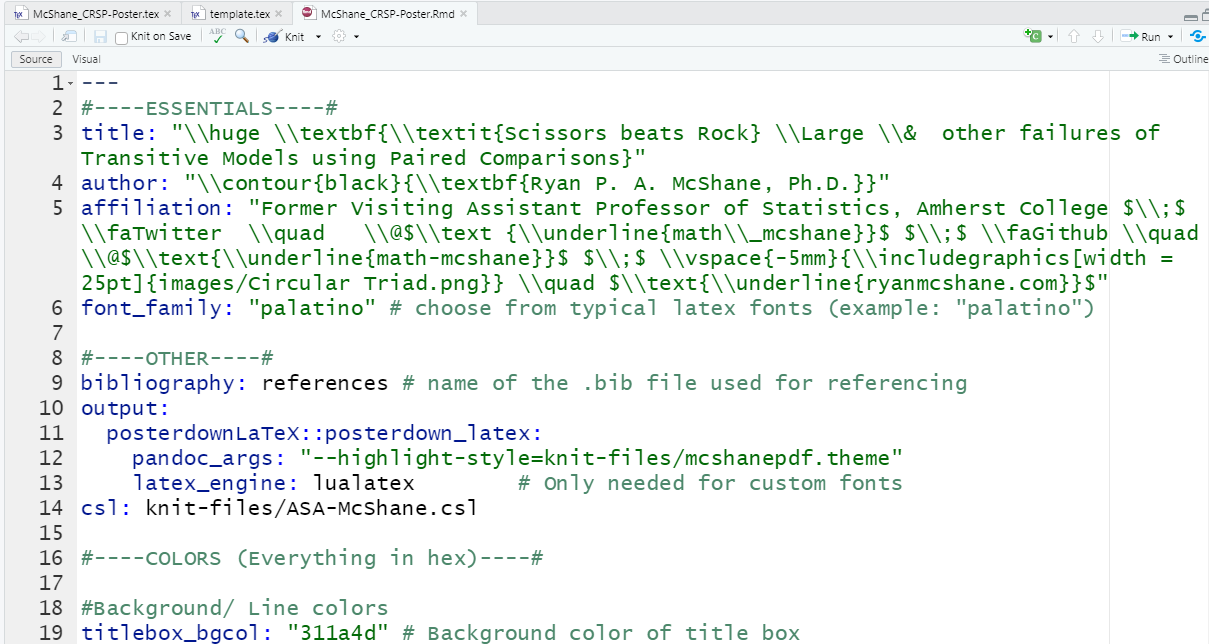 McShane_CRSP-Poster.tex template.tex McShane_CRSP-Poster.Rmd
Knit on Save ABC Knit Run
Source Visual Outline
1 ---
2 #----ESSENTIALS----#
3 title: "\\huge \\textbf{\\textit{Scissors beats Rock} \\Large \\&  other failures of
Transitive Models using Paired Comparisons}"
4 author: "\\contour{black}{\\textbf{Ryan P. A. McShane, Ph.D.}}"
5 affiliation: "Former Visiting Assistant Professor of Statistics, Amherst College $\\;$
\\faTwitter  \\quad   \\@$\\text {\\underline{math\\_mcshane}}$ $\\;$ \\faGithub \\quad
\\@$\\text{\\underline{math-mcshane}}$ $\\;$ \\vspace{-5mm}{\\includegraphics[width =
25pt]{images/Circular Triad.png}} \\quad $\\text{\\underline{ryanmcshane.com}}$"
6 font_family: "palatino" # choose from typical latex fonts (example: "palatino")
7
8 #----OTHER----#
9 bibliography: references # name of the .bib file used for referencing
10 output:
11   posterdownLaTeX::posterdown_latex:
12     pandoc_args: "--highlight-style=knit-files/mcshanepdf.theme"
13     latex_engine: lualatex        # Only needed for custom fonts
14 csl: knit-files/ASA-McShane.csl
15
16 #----COLORS (Everything in hex)----#
17
18 #Background/ Line colors
19 titlebox_bgcol: "311a4d" # Background color of title box